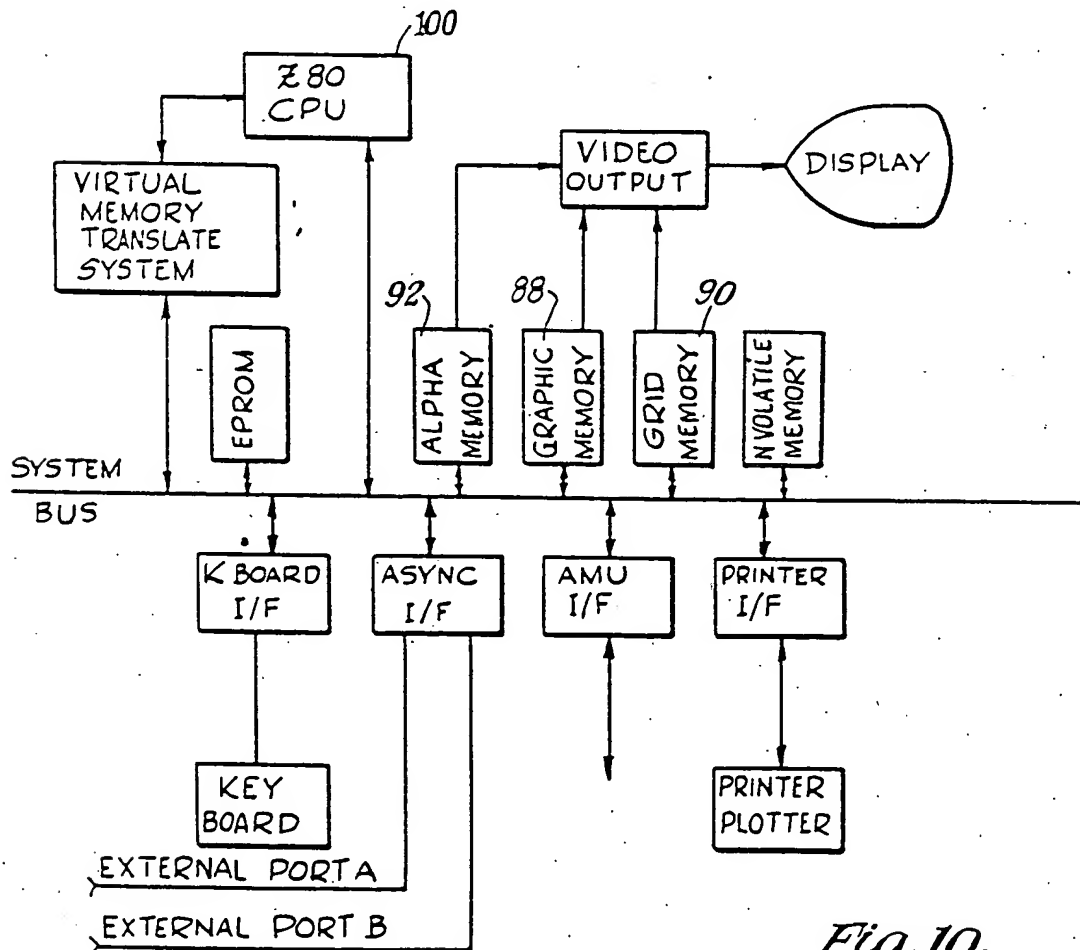 100
Z80
CPU
VIRTUAL
MEMORY
TRANSLATE
SYSTEM
VIDEO
OUTPUT
DISPLAY
92
88
90
EPROM
ALPHA
MEMORY
GRAPHIC
MEMORY
GRID
MEMORY
NVOLATILE
MEMORY
SYSTEM
BUS
K BOARD
I/F
ASYNC
I/F
AMU
I/F
PRINTER
I/F
KEY
BOARD
PRINTER
PLOTTER
EXTERNAL PORT A
EXTERNAL PORT B
Fig. 10.